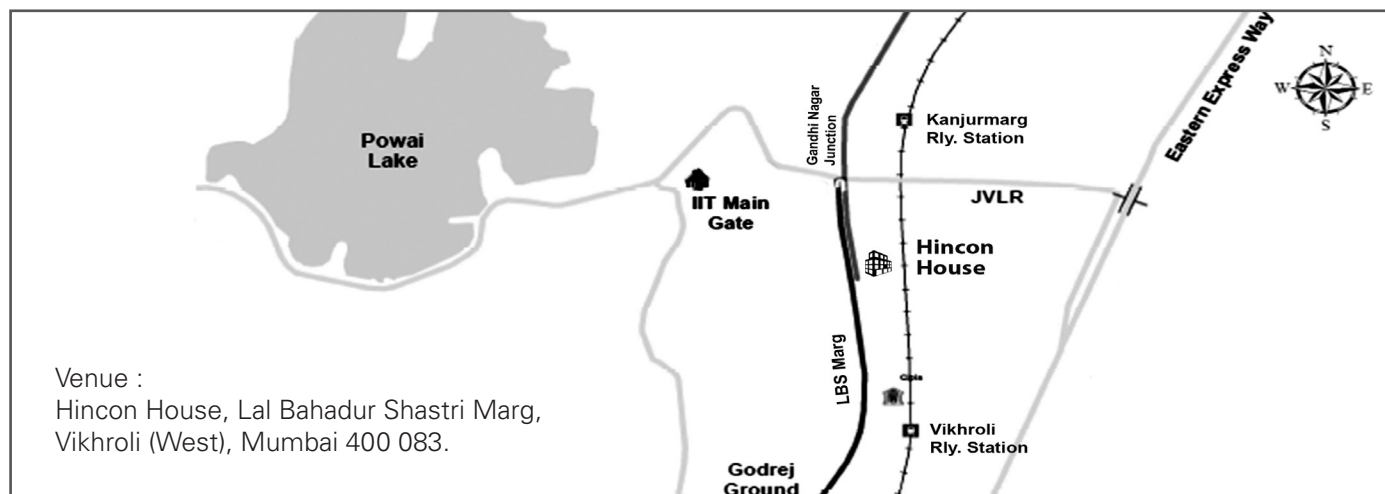 Eastern Express Way
N
W E
S
Gandhi Nagar
Junction
Kanjurmarg
Rly. Station
Powai
Lake
JVLR
IIT Main
Gate
Hincon
House
LBS Marg
Cipla
Venue :
Hincon House, Lal Bahadur Shastri Marg,
Vikhroli (West), Mumbai 400 083.
Vikhroli
Rly. Station
Godrej
Ground